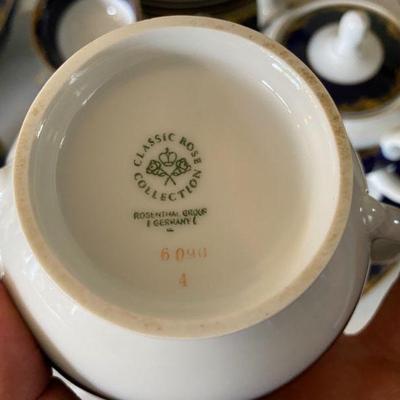 CLASSIC ROSE
COLLECTION
ROSENTHAL GROUP
GERMANY
6090
4